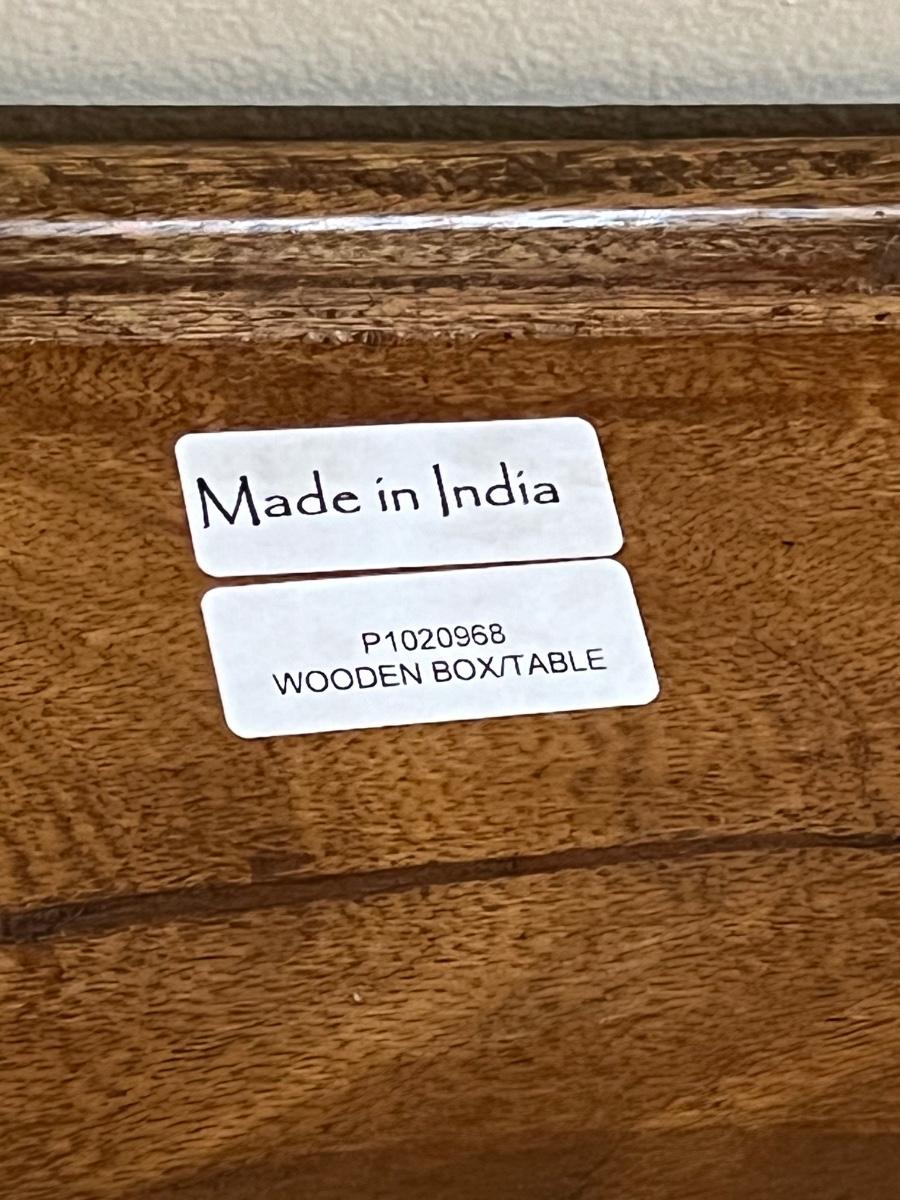 Made in India
P1020968
WOODEN BOX/TABLE